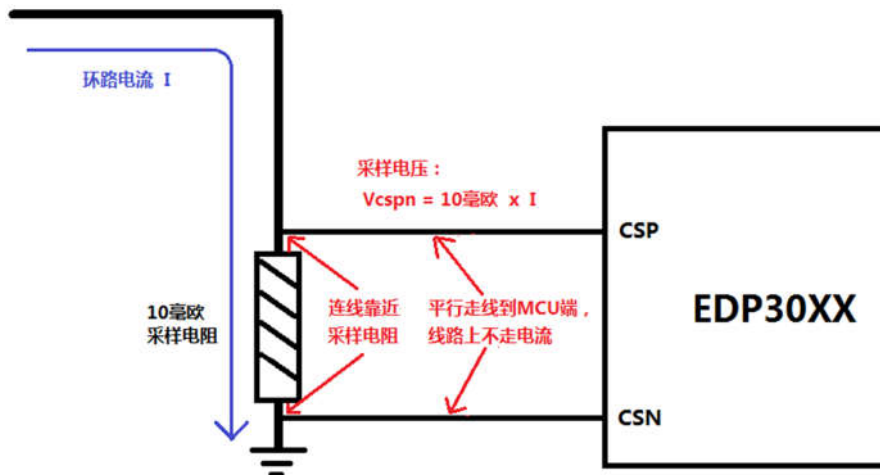 环路电流 I
采样电压：
Vcspn = 10毫欧 x I
CSP
10毫欧
采样电阻
连线靠近
采样电阻
平行走线到MCU端，
线路上不走电流
EDP30XX
CSN